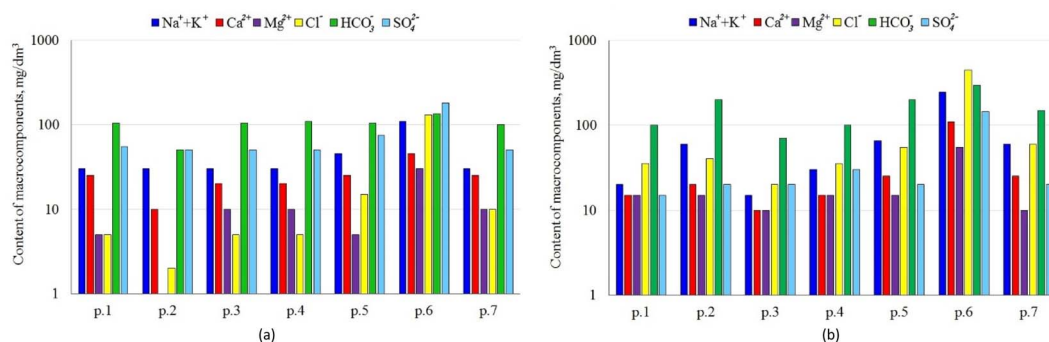 Na⁺+K⁺ Ca²⁺ Mg²⁺ Cl⁻ HCO₃⁻ SO₄²⁻
Content of macrocomponents, mg/dm³
1000
100
10
1
p.1 p.2 p.3 p.4 p.5 p.6 p.7
(a)
Na⁺+K⁺ Ca²⁺ Mg²⁺ Cl⁻ HCO₃⁻ SO₄²⁻
Content of macrocomponents, mg/dm³
1000
100
10
1
p.1 p.2 p.3 p.4 p.5 p.6 p.7
(b)